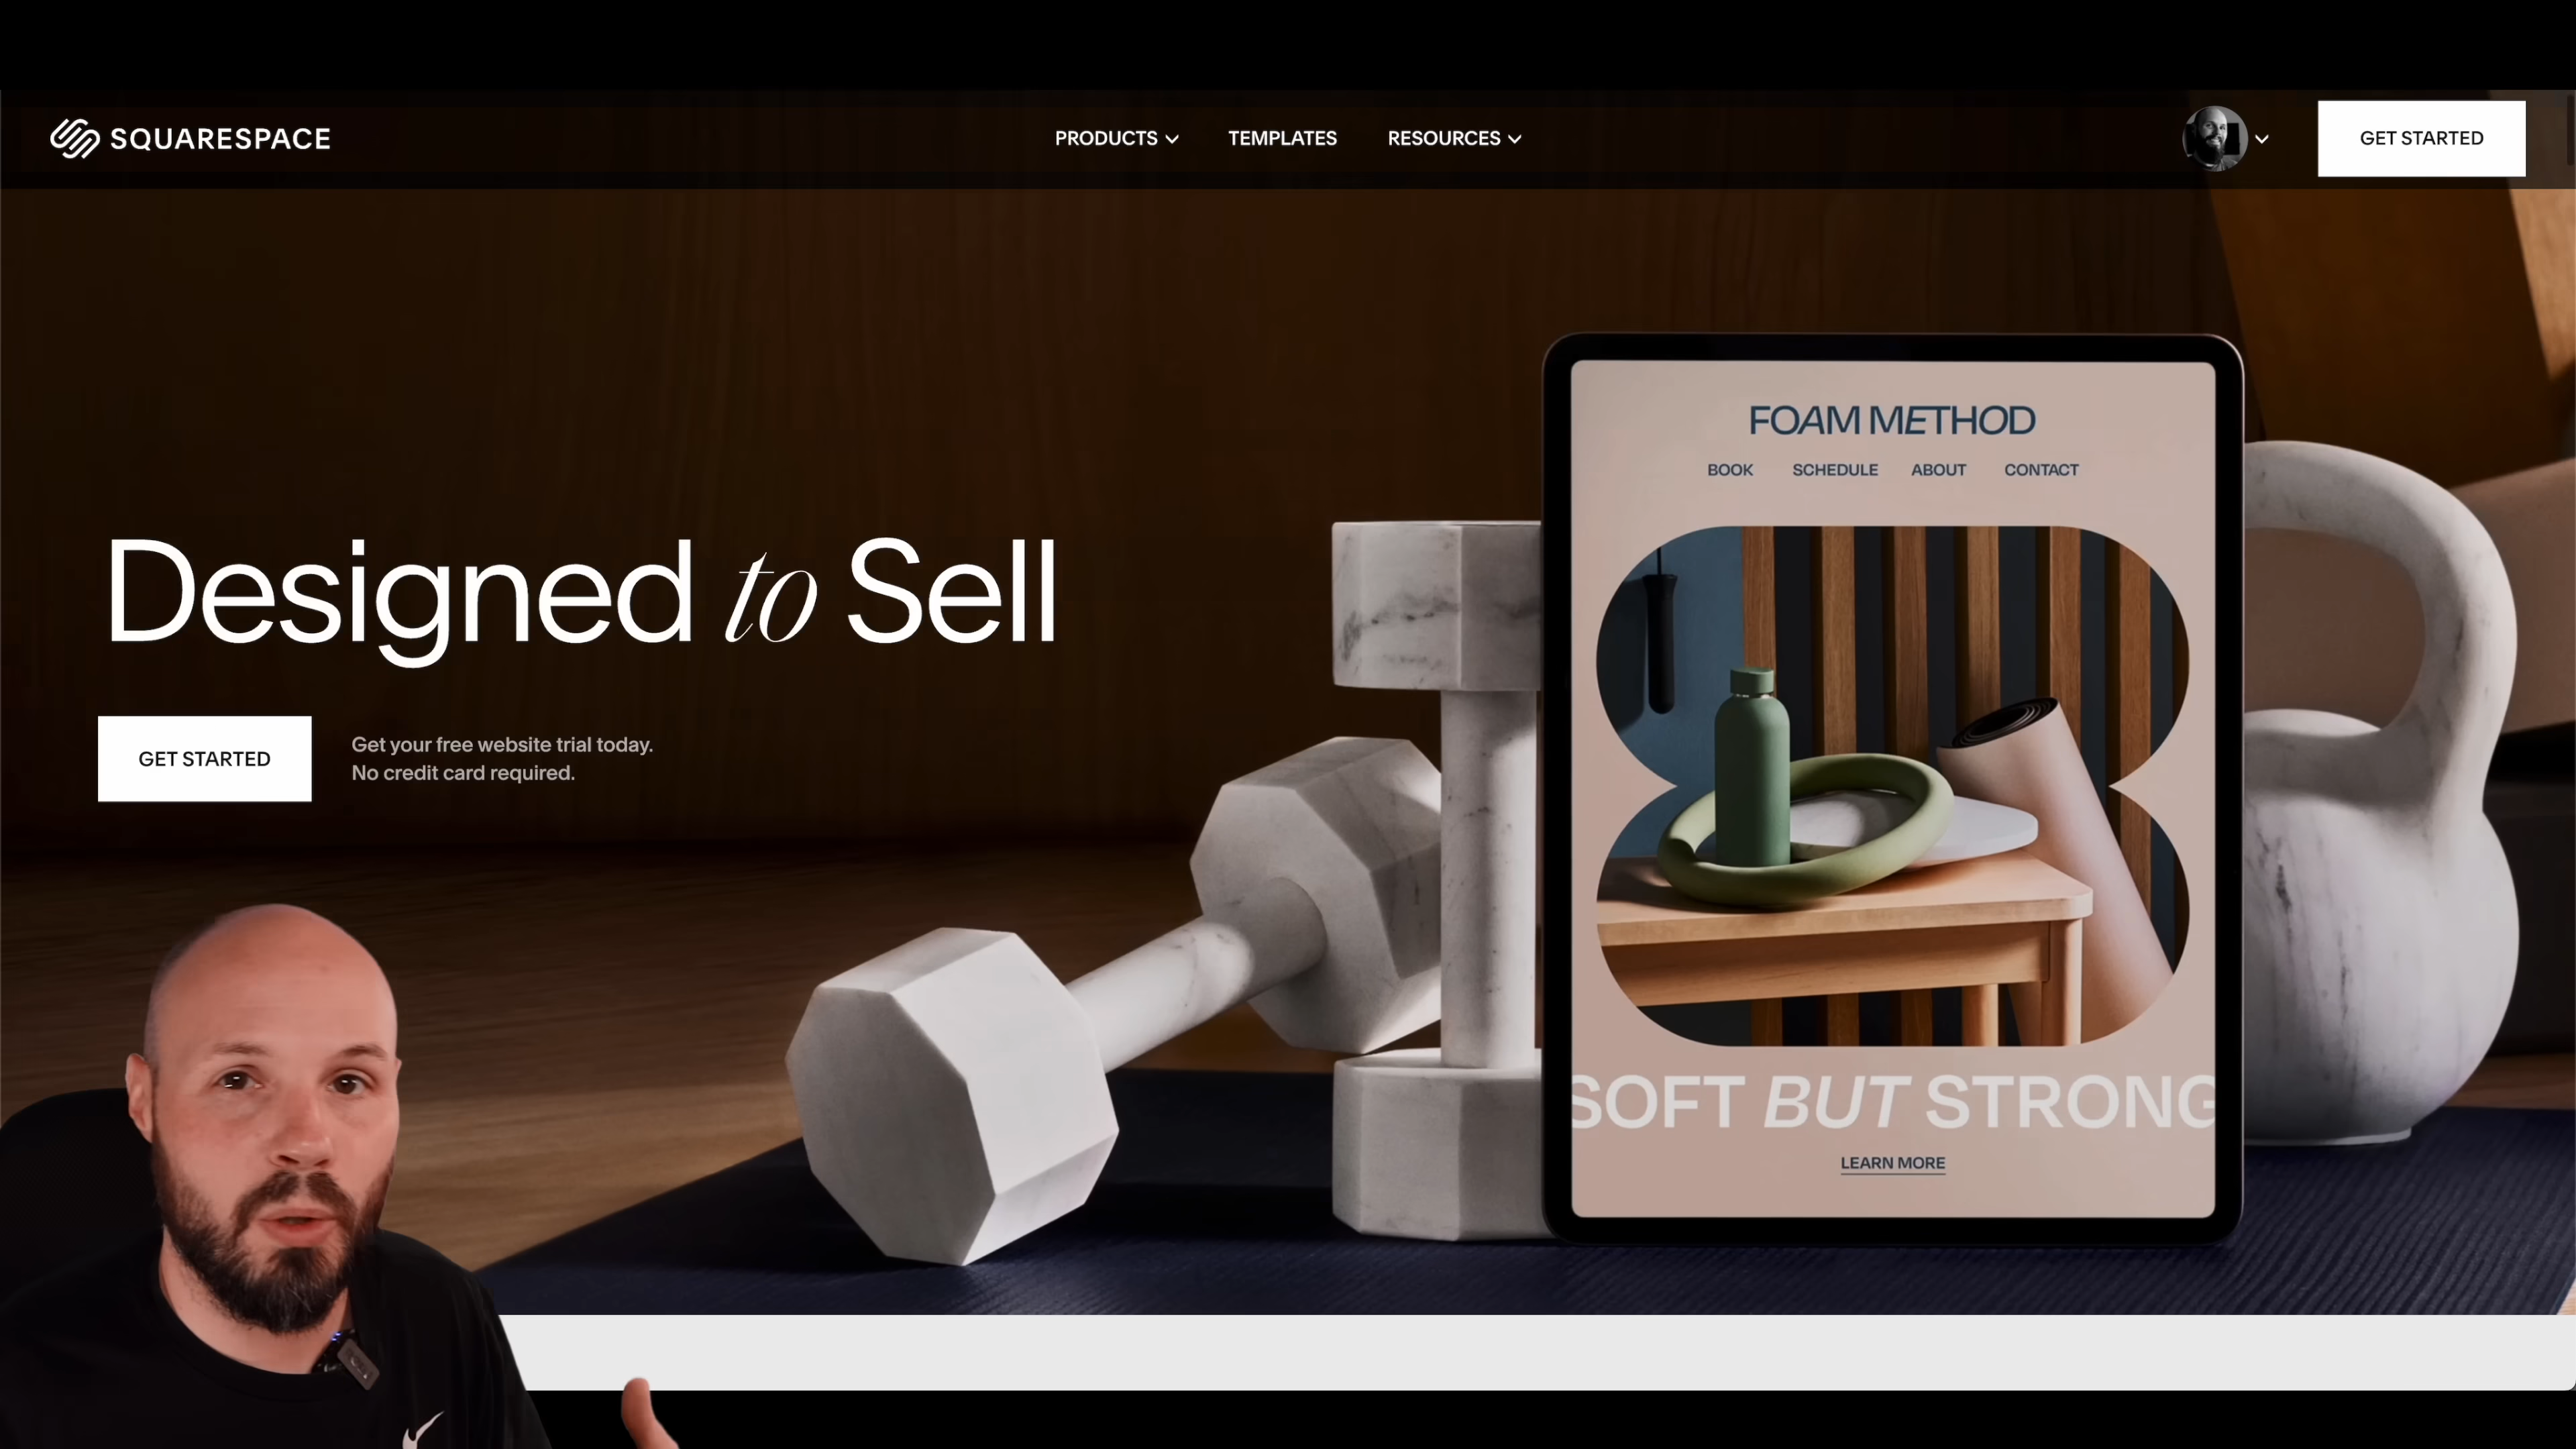 SQUARESPACE
PRODUCTS
TEMPLATES
RESOURCES
GET STARTED
Designed to Sell
GET STARTED
Get your free website trial today.
No credit card required.
FOAM METHOD
BOOK SCHEDULE ABOUT CONTACT
SOFT BUT STRONG
LEARN MORE